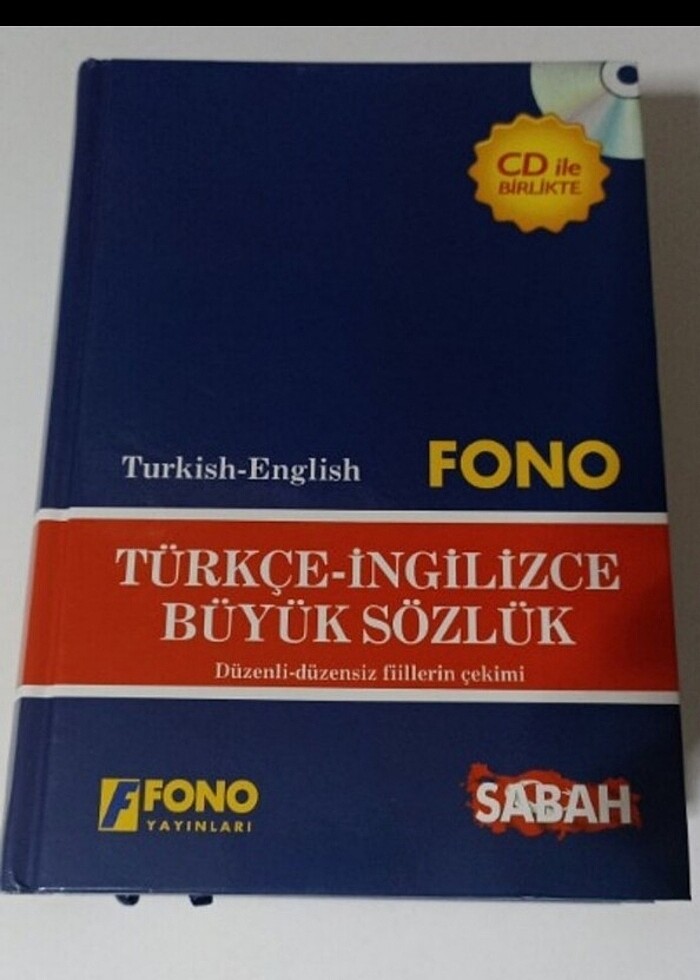 CD ile
BİRLİKTE
Turkish-English
FONO
TÜRKÇE-İNGİLİZCE
BÜYÜK SÖZLÜK
Düzenli-düzensiz fiillerin çekimi
FONO
YAYINLARI
SABAH